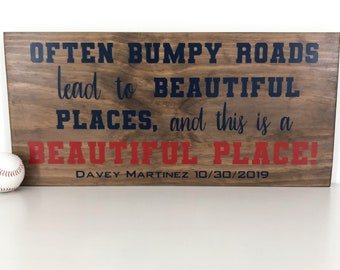 OFTEN BUMPY ROADS
lead to BEAUTIFUL
PLACES, and this is a
BEAUTIFUL PLACE!
DAVEY MARTINEZ 10/30/2019